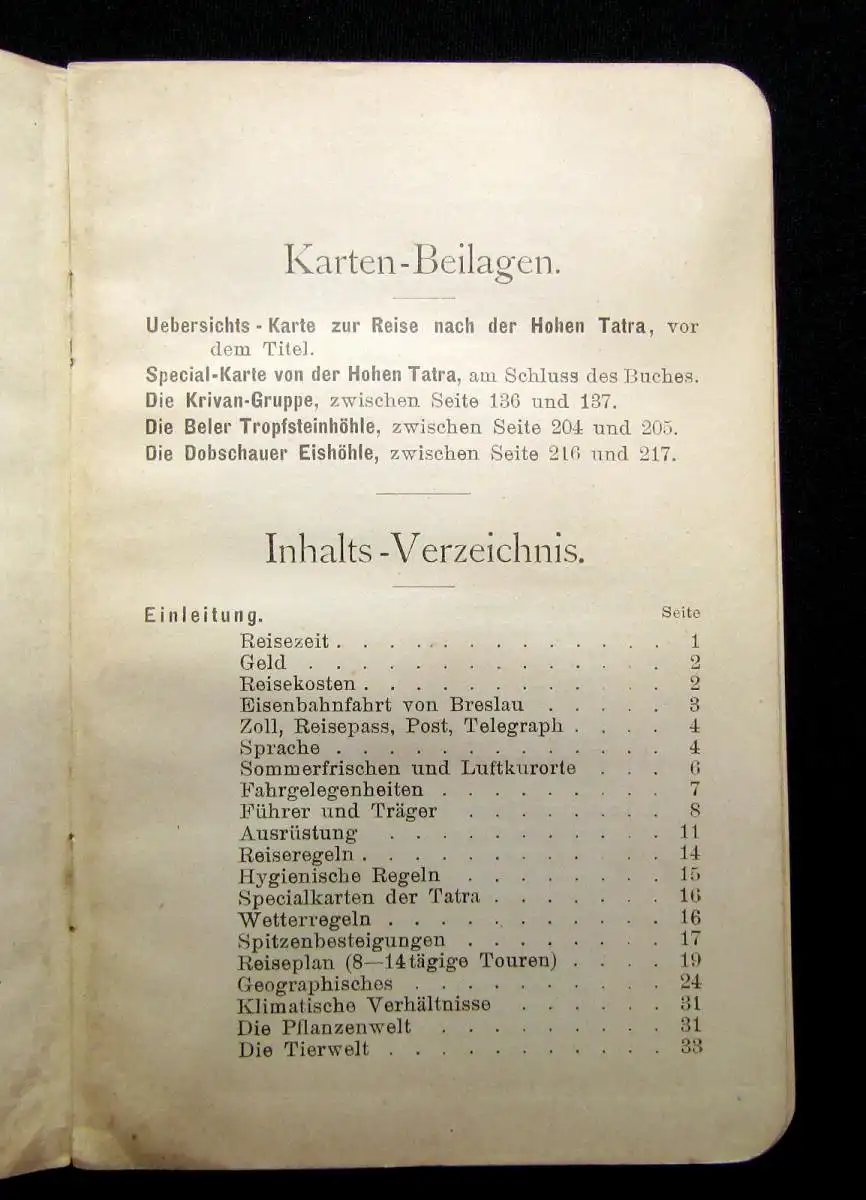 Karten-Beilagen.
Uebersichts-Karte zur Reise nach der Hohen Tatra, vor
dem Titel.
Special-Karte von der Hohen Tatra, am Schluss des Buches.
Die Krivan-Gruppe, zwischen Seite 136 und 137.
Die Beler Tropfsteinhöhle, zwischen Seite 204 und 205.
Die Dobschauer Eishöhle, zwischen Seite 216 und 217.
Inhalts-Verzeichnis.
Einleitung. Seite
Reisezeit . . . . . . . . . . . . . 1
Geld . . . . . . . . . . . . . . 2
Reisekosten . . . . . . . . . . . . 2
Eisenbahnfahrt von Breslau . . . . . 3
Zoll, Reisepass, Post, Telegraph . . . . 4
Sprache . . . . . . . . . . . . . 4
Sommerfrischen und Luftkurorte . . . 6
Fahrgelegenheiten . . . . . . . . . 7
Führer und Träger . . . . . . . . 8
Ausrüstung . . . . . . . . . . . 11
Reiseregeln . . . . . . . . . . . . 14
Hygienische Regeln . . . . . . . . 15
Specialkarten der Tatra . . . . . . . 16
Wetterregeln . . . . . . . . . . . 16
Spitzenbesteigungen . . . . . . . . 17
Reiseplan (8—14tägige Touren) . . . . 19
Geographisches . . . . . . . . . . 24
Klimatische Verhältnisse . . . . . . 31
Die Pflanzenwelt . . . . . . . . . 31
Die Tierwelt . . . . . . . . . . . 33